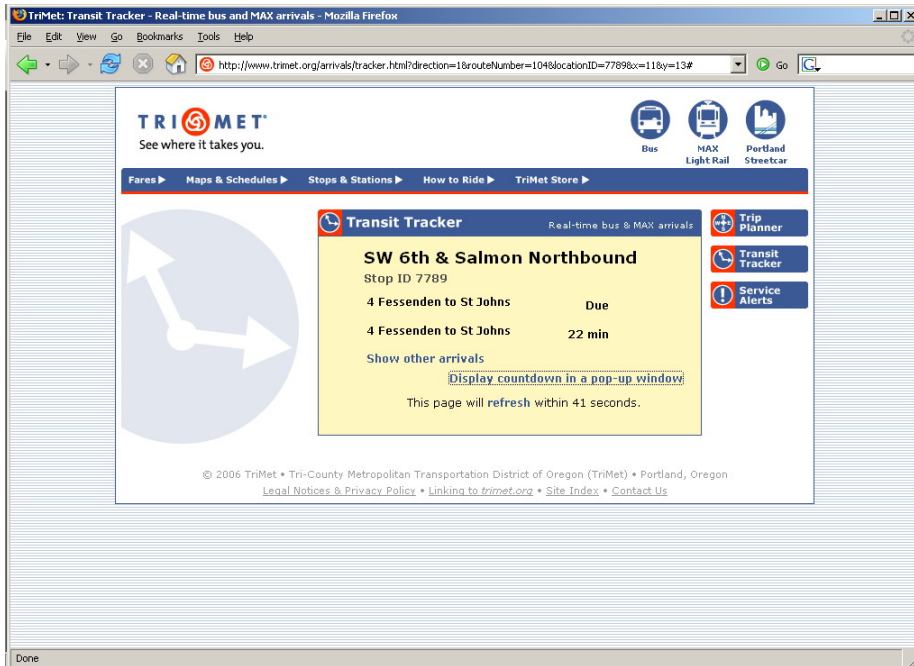 TriMet: Transit Tracker - Real-time bus and MAX arrivals - Mozilla Firefox
File Edit View Go Bookmarks Tools Help
http://www.trimet.org/arrivals/tracker.html?direction=1&routeNumber=104&locationID=7789&x=11&y=13#
Go
G
TRI MET
See where it takes you.
Bus
MAX Light Rail
Portland Streetcar
Fares Maps & Schedules Stops & Stations How to Ride TriMet Store
Transit Tracker Real-time bus & MAX arrivals
SW 6th & Salmon Northbound
Stop ID 7789
4 Fessenden to St Johns Due
4 Fessenden to St Johns 22 min
Show other arrivals
Display countdown in a pop-up window
This page will refresh within 41 seconds.
Trip Planner
Transit Tracker
Service Alerts
© 2006 TriMet • Tri-County Metropolitan Transportation District of Oregon (TriMet) • Portland, Oregon
Legal Notices & Privacy Policy • Linking to trimet.org • Site Index • Contact Us
Done